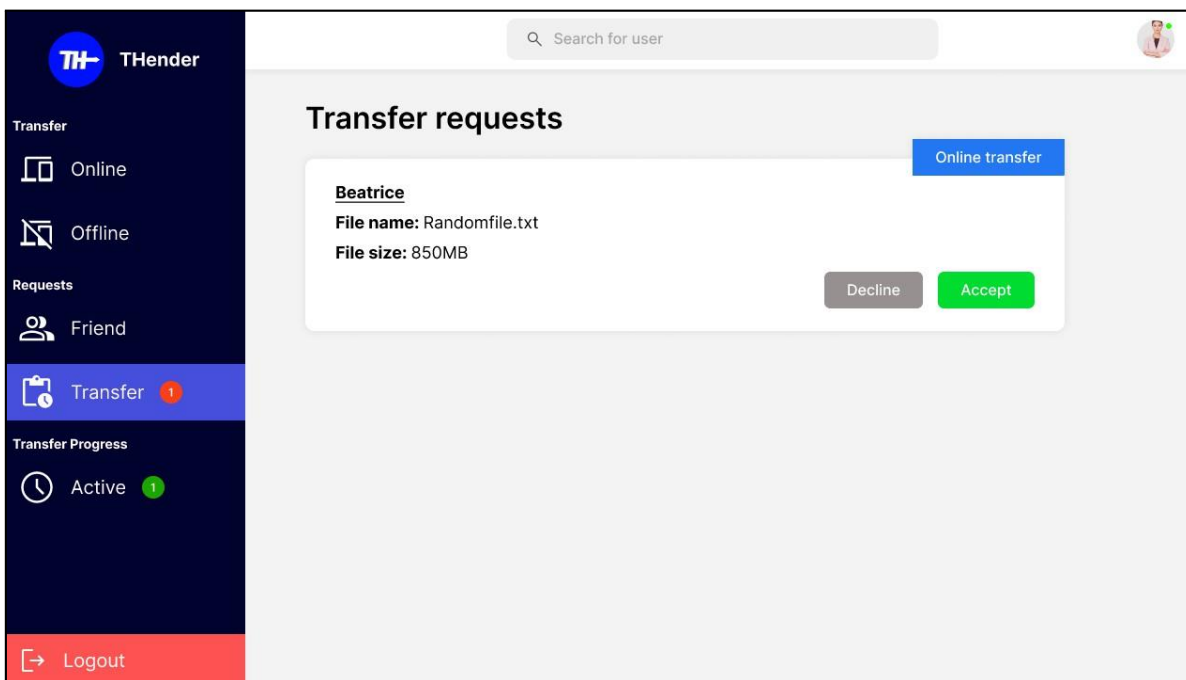 TH
THender
Search for user
Transfer
Online
Offline
Requests
Friend
Transfer 1
Transfer Progress
Active 1
Logout
Transfer requests
Online transfer
Beatrice
File name: Randomfile.txt
File size: 850MB
Decline
Accept